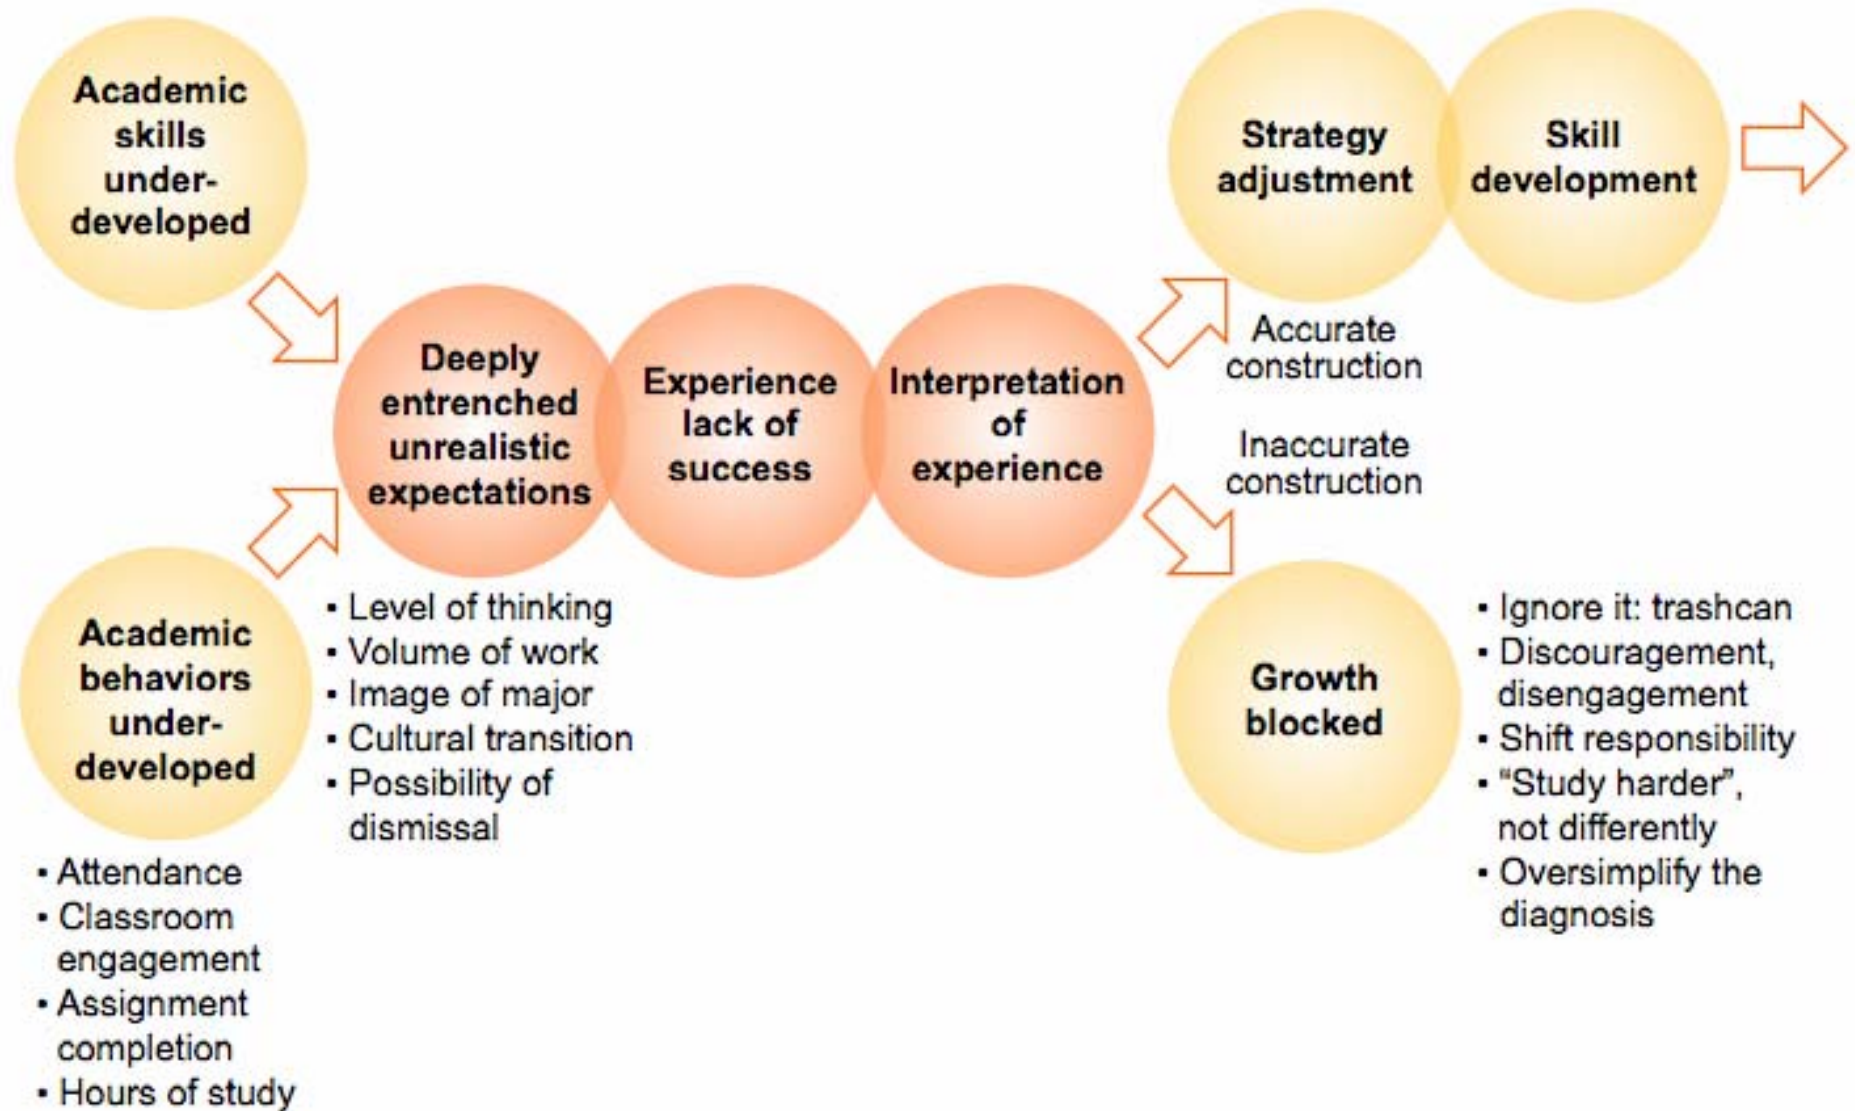 Academic
skills
under-
developed
Academic
behaviors
under-
developed
▪ Attendance
▪ Classroom
engagement
▪ Assignment
completion
▪ Hours of study
Deeply
entrenched
unrealistic
expectations
▪ Level of thinking
▪ Volume of work
▪ Image of major
▪ Cultural transition
▪ Possibility of
dismissal
Experience
lack of
success
Interpretation
of
experience
Strategy
adjustment
Skill
development
Accurate
construction
Inaccurate
construction
Growth
blocked
▪ Ignore it: trashcan
▪ Discouragement,
disengagement
▪ Shift responsibility
▪ “Study harder”,
not differently
▪ Oversimplify the
diagnosis